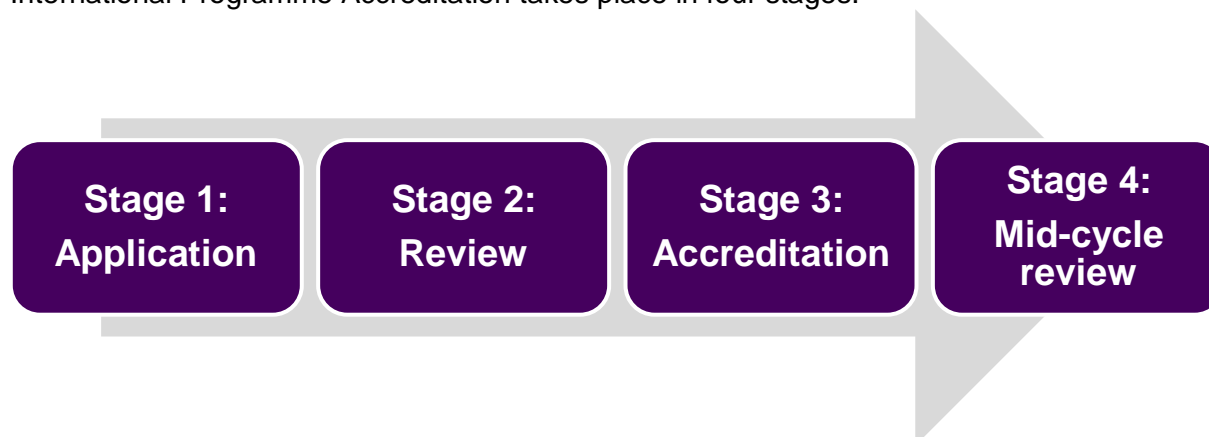 International Programme Accreditation takes place in four stages:
Stage 1:
Application
Stage 2:
Review
Stage 3:
Accreditation
Stage 4:
Mid-cycle
review